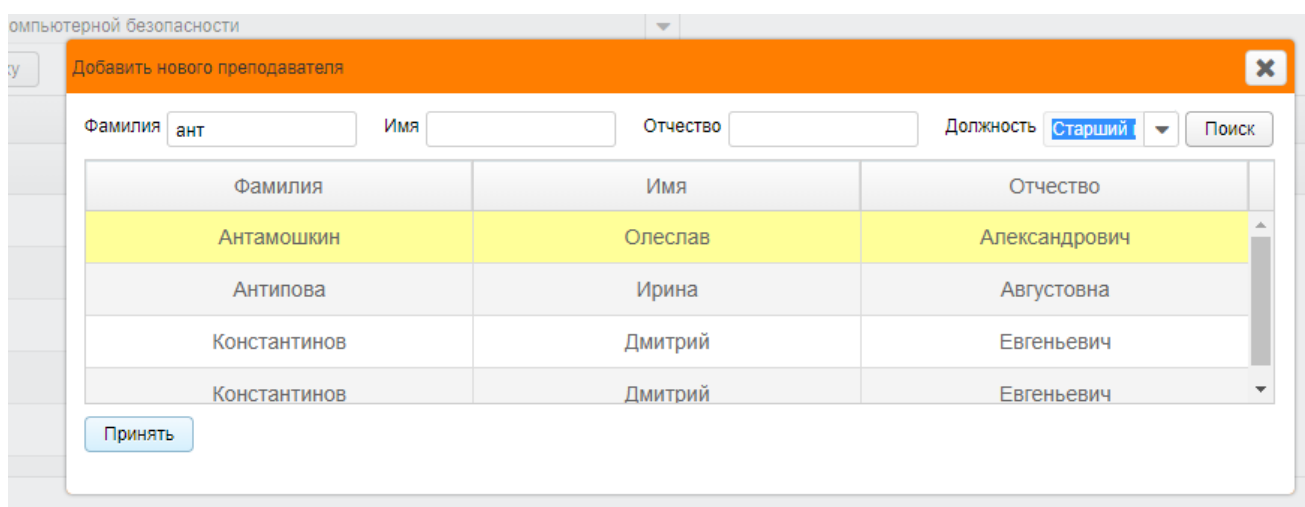 омпьютерной безопасности
ку
Добавить нового преподавателя
Фамилия ант Имя Отчество Должность Старший Поиск
Фамилия Имя Отчество
Антамошкин Олеслав Александрович
Антипова Ирина Августовна
Константинов Дмитрий Евгеньевич
Константинов Дмитрий Евгеньевич
Принять